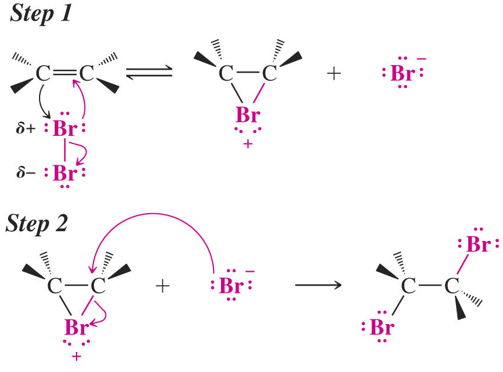 Step 1
C=C ⇌ C–C + :Br:⁻
δ+ :Br: Br
δ− :Br: +
Step 2
Br:
C–C + :Br:⁻ → C–C
Br :Br:
+